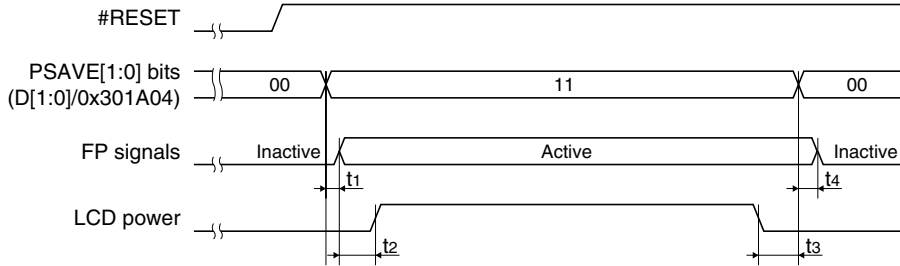 #RESET
PSAVE[1:0] bits
(D[1:0]/0x301A04)
00
11
00
FP signals
Inactive
Active
Inactive
t1
t4
LCD power
t2
t3